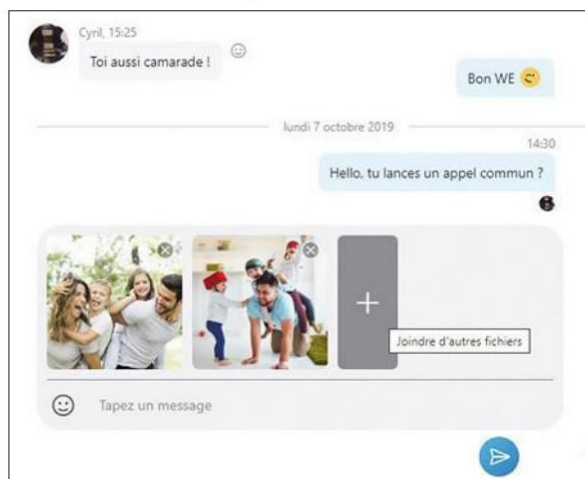 Cyril, 15:25
Toi aussi camarade !
Bon WE
lundi 7 octobre 2019
14:30
Hello, tu lances un appel commun ?
Joindre d'autres fichiers
Tapez un message